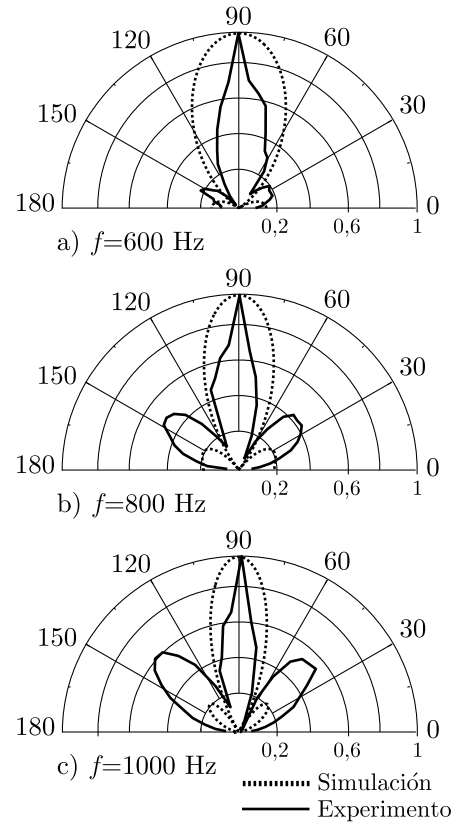 90
120 60
150 30
180 0
0,2 0,6 1
a) f=600 Hz
90
120 60
150 30
180 0
0,2 0,6 1
b) f=800 Hz
90
120 60
150 30
180 0
0,2 0,6 1
c) f=1000 Hz
Simulación
Experimento